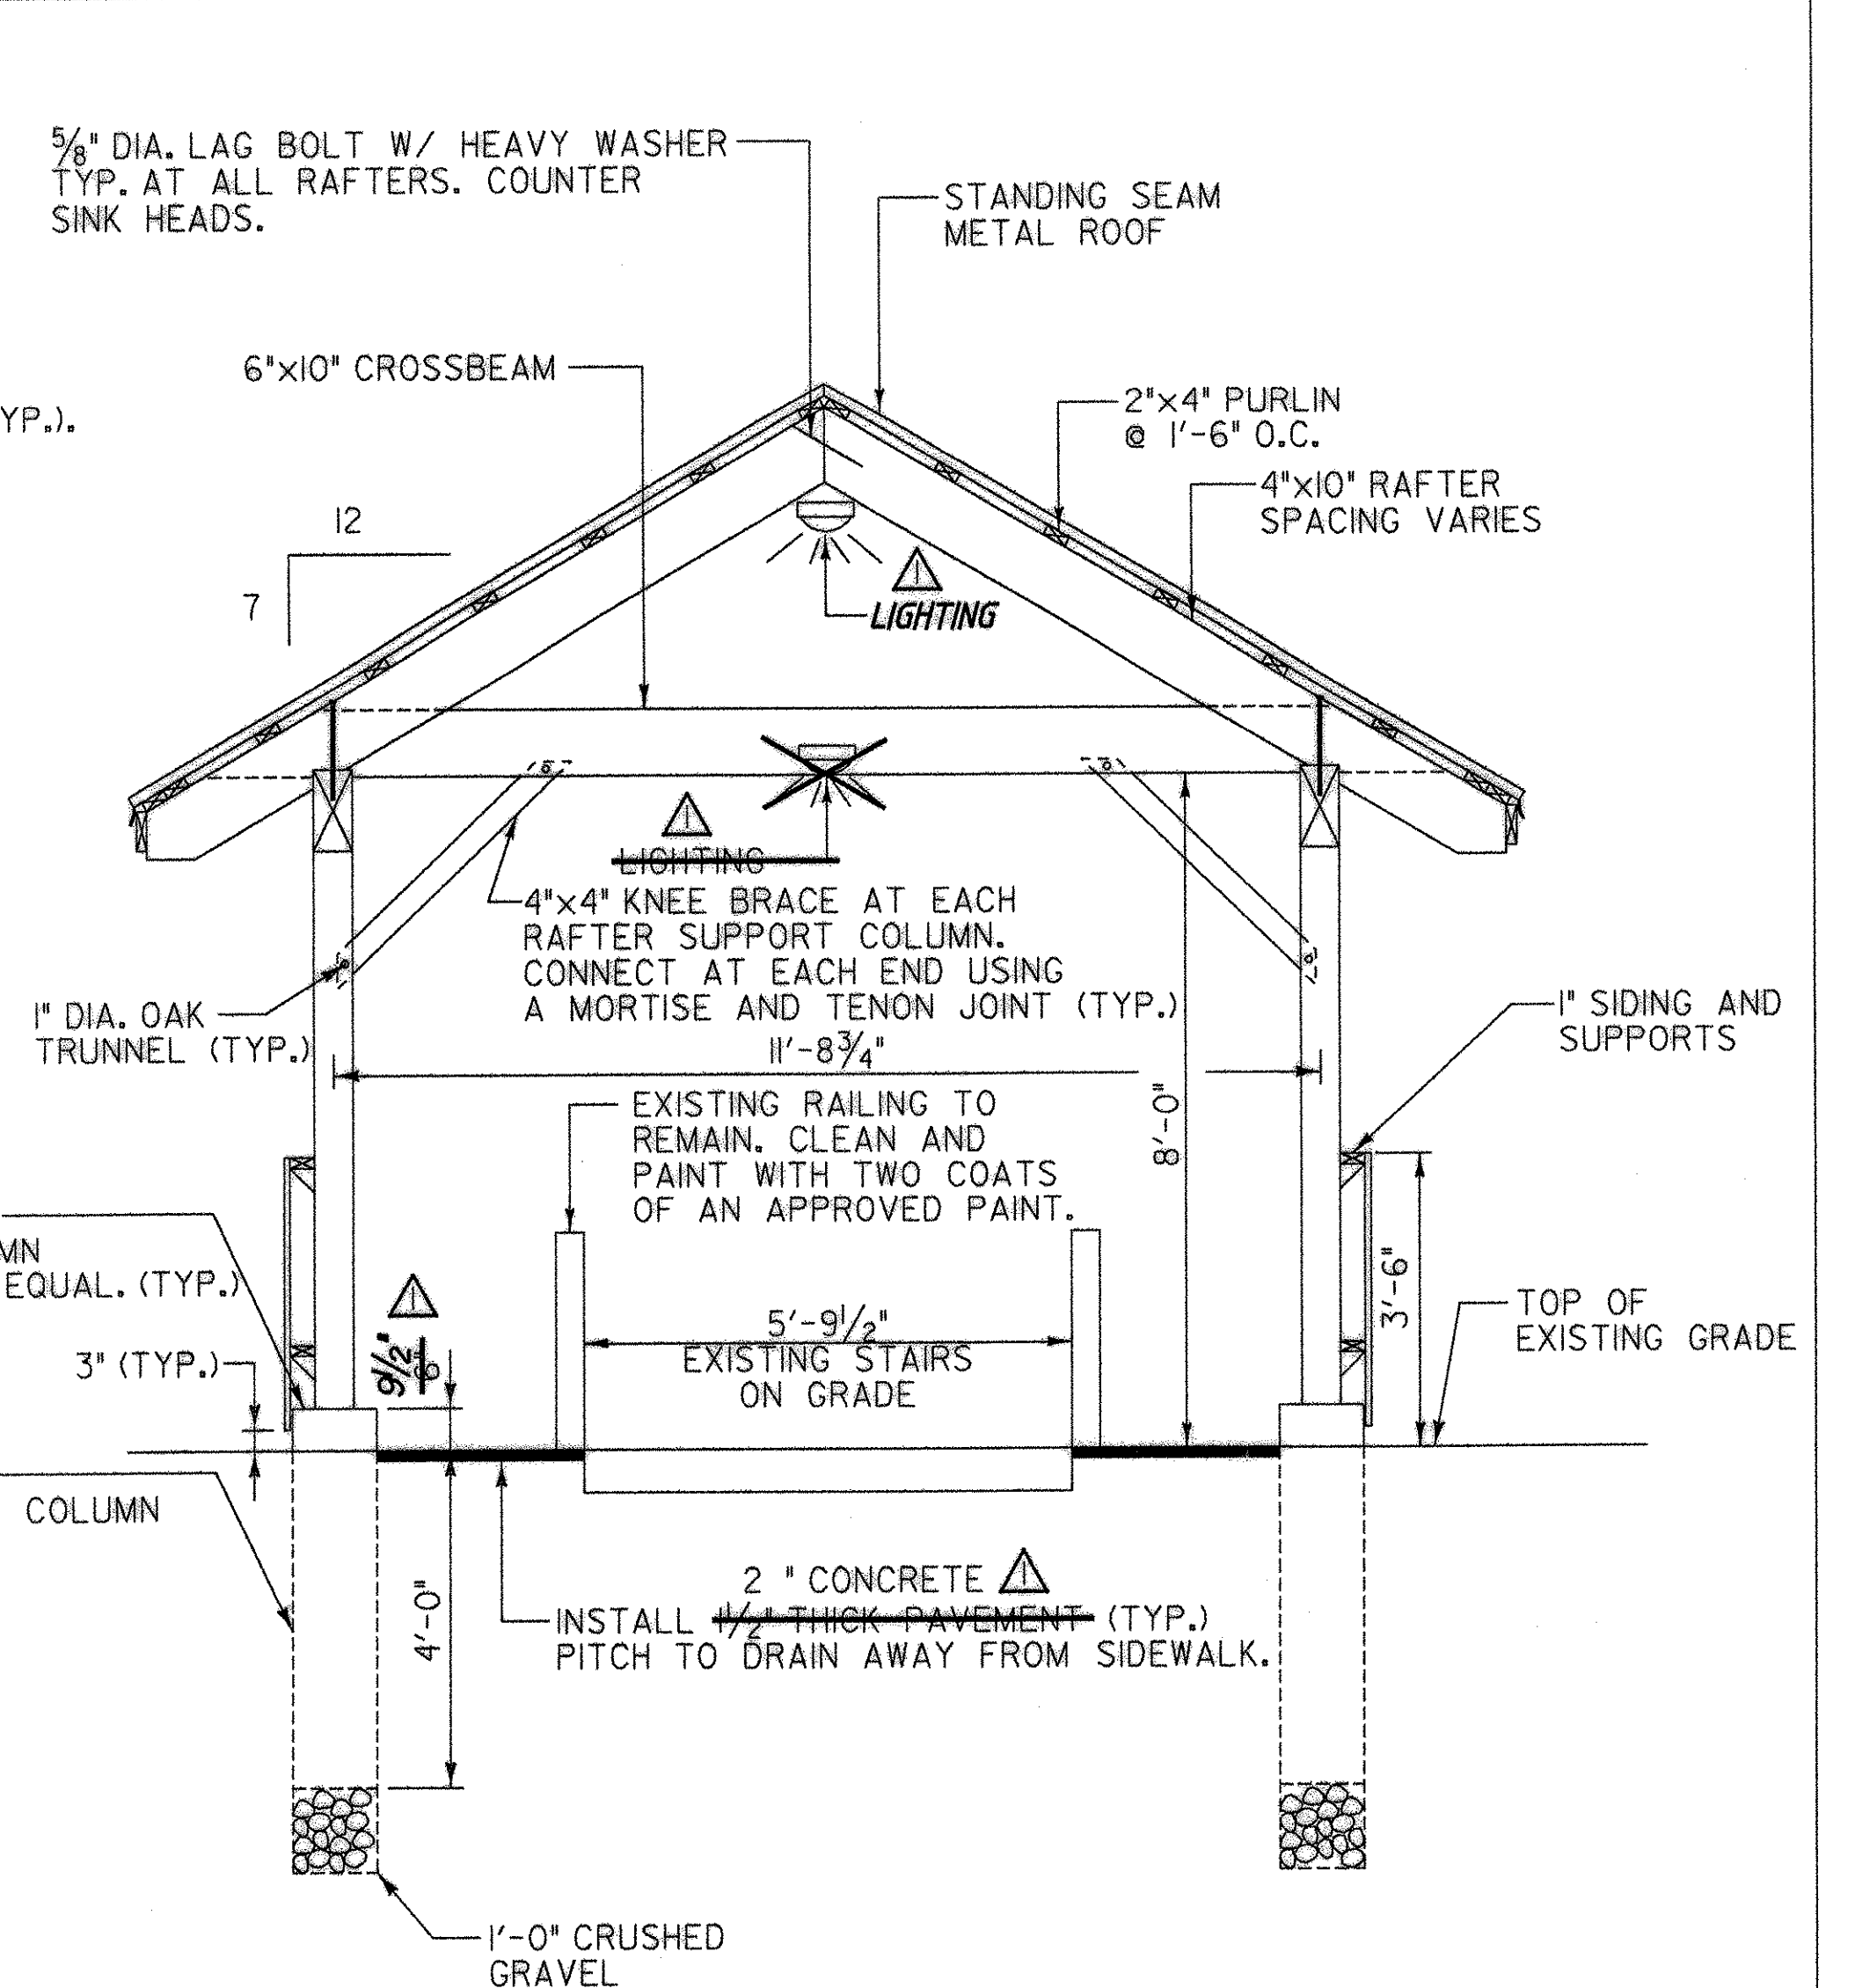 5/8" DIA. LAG BOLT W/ HEAVY WASHER
TYP. AT ALL RAFTERS. COUNTER
SINK HEADS.
STANDING SEAM
METAL ROOF
6"x10" CROSSBEAM
2"x4" PURLIN
@ 1'-6" O.C.
YP.).
4"x10" RAFTER
SPACING VARIES
12
7
1
LIGHTING
1
LIGHTING
4"x4" KNEE BRACE AT EACH
RAFTER SUPPORT COLUMN.
CONNECT AT EACH END USING
A MORTISE AND TENON JOINT (TYP.)
1" DIA. OAK
TRUNNEL (TYP.)
1" SIDING AND
SUPPORTS
11'-8 3/4"
8'-0"
EXISTING RAILING TO
REMAIN. CLEAN AND
PAINT WITH TWO COATS
OF AN APPROVED PAINT.
MN
EQUAL. (TYP.)
1
9 1/2"
3" (TYP.)
5'-9 1/2"
EXISTING STAIRS
ON GRADE
3'-6"
TOP OF
EXISTING GRADE
COLUMN
4'-0"
2 " CONCRETE 1
INSTALL 1 1/2" THICK PAVEMENT (TYP.)
PITCH TO DRAIN AWAY FROM SIDEWALK.
1'-0" CRUSHED
GRAVEL